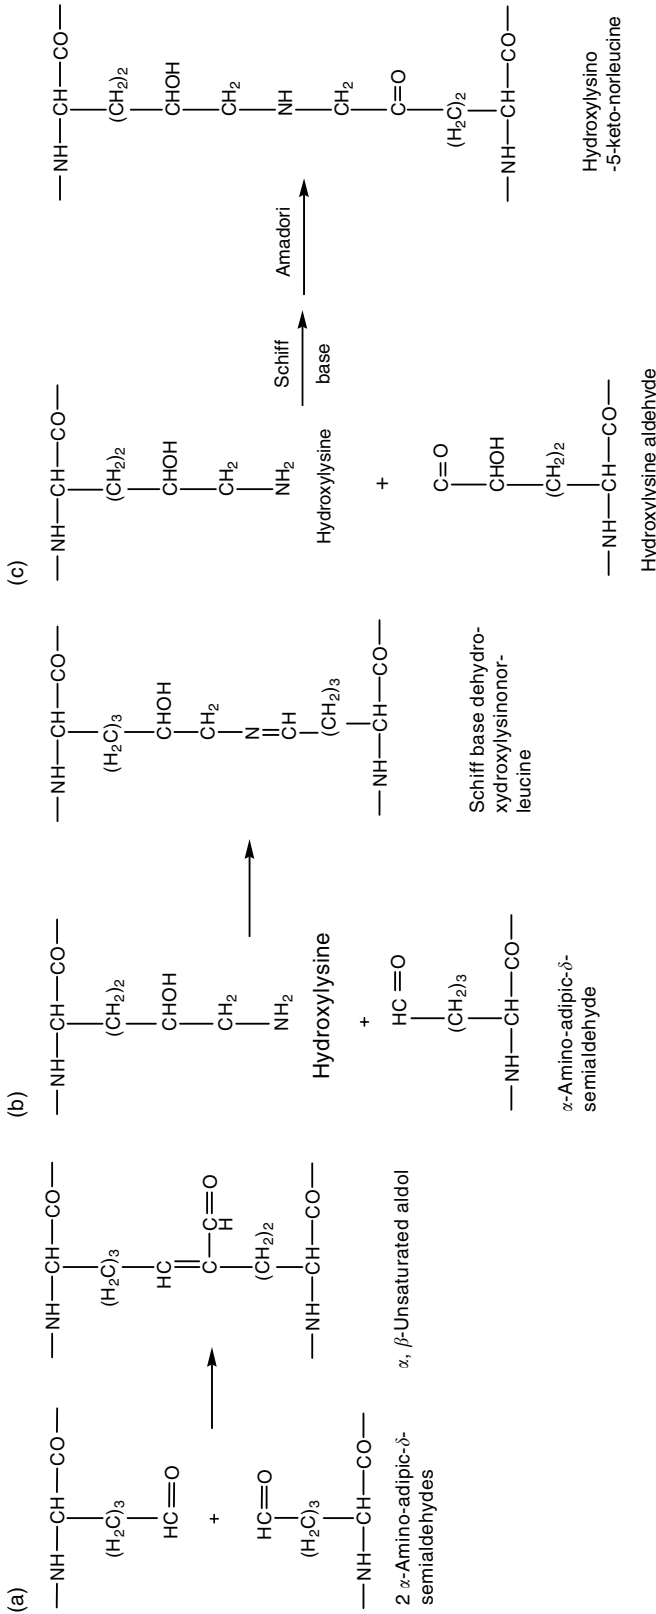 (a)
—NH—CH—CO—
(H₂C)₃
HC=O
+
HC=O
(H₂C)₃
—NH—CH—CO—
2 α-Amino-adipic-δ-
semialdehydes
—NH—CH—CO—
(H₂C)₃
HC
C—C=O
H
(CH₂)₂
—NH—CH—CO—
α, β-Unsaturated aldol
(b)
—NH—CH—CO—
(CH₂)₂
CHOH
CH₂
NH₂
Hydroxylysine
+
HC=O
(CH₂)₃
—NH—CH—CO—
α-Amino-adipic-δ-
semialdehyde
—NH—CH—CO—
(H₂C)₃
CHOH
CH₂
N=CH
(CH₂)₃
—NH—CH—CO—
Schiff base dehydro-
xydroxylysinonor-
leucine
(c)
—NH—CH—CO—
(CH₂)₂
CHOH
CH₂
NH₂
Hydroxylysine
+
C=O
CHOH
(CH₂)₂
—NH—CH—CO—
Hydroxylysine aldehyde
Schiff
base
Amadori
—NH—CH—CO—
(CH₂)₂
CHOH
CH₂
NH
CH₂
C=O
(H₂C)₂
—NH—CH—CO—
Hydroxylysino
-5-keto-norleucine